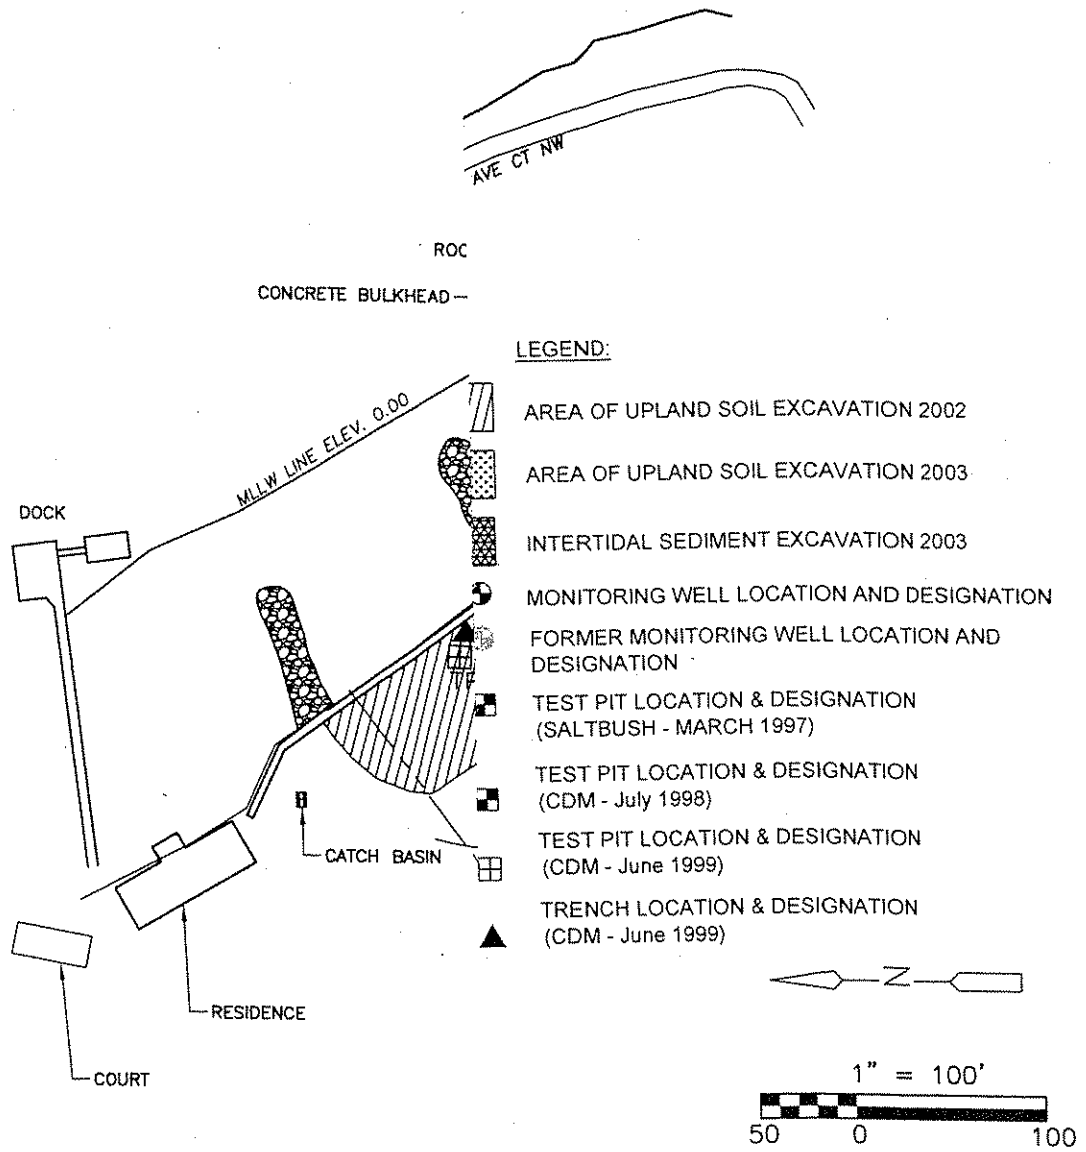 AVE CT NW
ROC
CONCRETE BULKHEAD
LEGEND:
AREA OF UPLAND SOIL EXCAVATION 2002
MLLW LINE ELEV. 0.00
AREA OF UPLAND SOIL EXCAVATION 2003
DOCK
INTERTIDAL SEDIMENT EXCAVATION 2003
MONITORING WELL LOCATION AND DESIGNATION
FORMER MONITORING WELL LOCATION AND
DESIGNATION
TEST PIT LOCATION & DESIGNATION
(SALTBUSH - MARCH 1997)
TEST PIT LOCATION & DESIGNATION
(CDM - July 1998)
TEST PIT LOCATION & DESIGNATION
(CDM - June 1999)
CATCH BASIN
TRENCH LOCATION & DESIGNATION
(CDM - June 1999)
N
RESIDENCE
COURT
1" = 100'
50 0 100